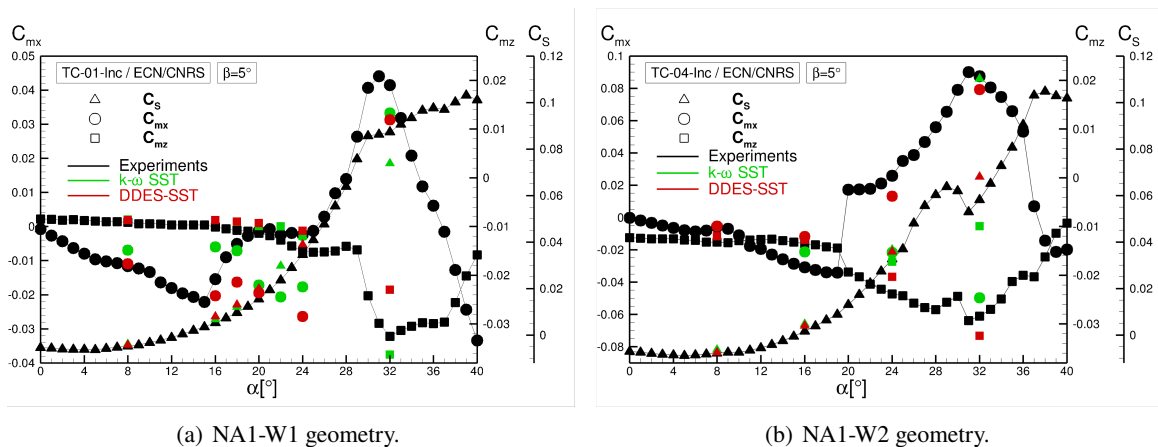 C_mx C_mz C_S
0.05 0.12
TC-01-Inc / ECN/CNRS β=5°
0.04 0.02
0.1
C_S
0.03 C_mx 0.01 0.08
C_mz
0.02 Experiments 0
k-ω SST 0.06
0.01 DDES-SST
0 -0.01
0.04
-0.01
-0.02 0.02
-0.02
-0.03 -0.03 0
-0.04
0 4 8 12 16 20 24 28 32 36 40
α[°]
(a) NA1-W1 geometry.
C_mx C_mz C_S
0.1 0.12
TC-04-Inc / ECN/CNRS β=5°
0.08 0.02
0.1
C_S
0.06 C_mx 0.01
C_mz 0.08
0.04
Experiments
0.02 k-ω SST 0 0.06
DDES-SST
0 -0.01
0.04
-0.02
-0.04 -0.02 0.02
-0.06
-0.03 0
-0.08
0 4 8 12 16 20 24 28 32 36 40
α[°]
(b) NA1-W2 geometry.